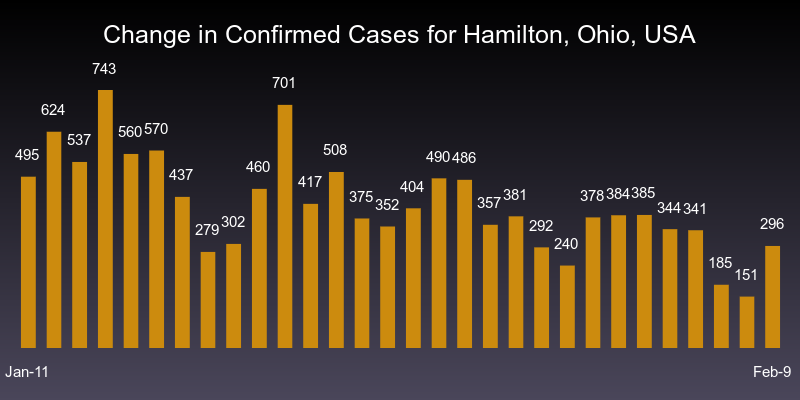 Change in Confirmed Cases for Hamilton, Ohio, USA
495 624 537 743 560 570 437 279 302 460 701 417 508 375 352 404 490 486 357 381 292 240 378 384 385 344 341 185 151 296
Jan-11 Feb-9